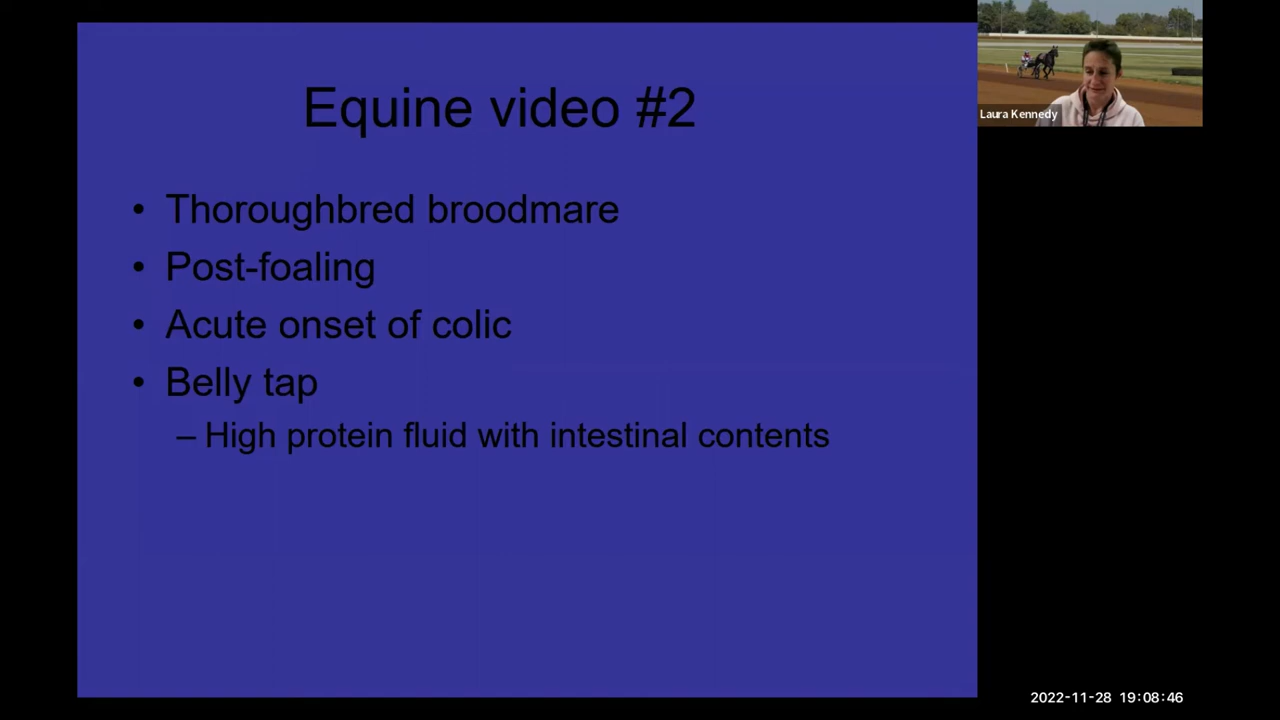 Equine video #2
• Thoroughbred broodmare
• Post-foaling
• Acute onset of colic
• Belly tap
– High protein fluid with intestinal contents
Laura Kennedy
2022-11-28 19:08:46